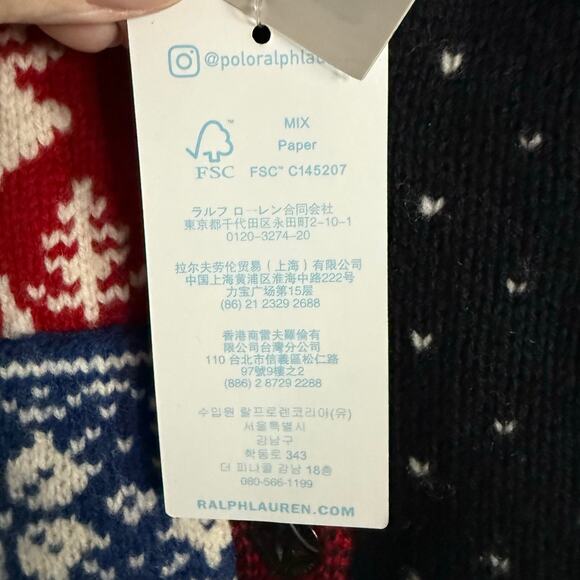 MIX
Paper
FSC™ FSC™ C145207
ラルフ ローレン合同会社
東京都千代田区永田町2-10-1
0120-3274-20
拉尔夫劳伦贸易（上海）有限公司
中国上海黄浦区淮海中路222号
力宝广场第15层
(86) 21 2329 2688
香港商雷夫羅倫有
限公司台灣分公司
110 台北市信義區松仁路
97號9樓之2
(886) 2 8729 2288
수입원 랄프로렌코리아(유)
서울특별시
강남구
학동로 343
더 피나클 강남 18층
080-566-1199
RALPHLAUREN.COM